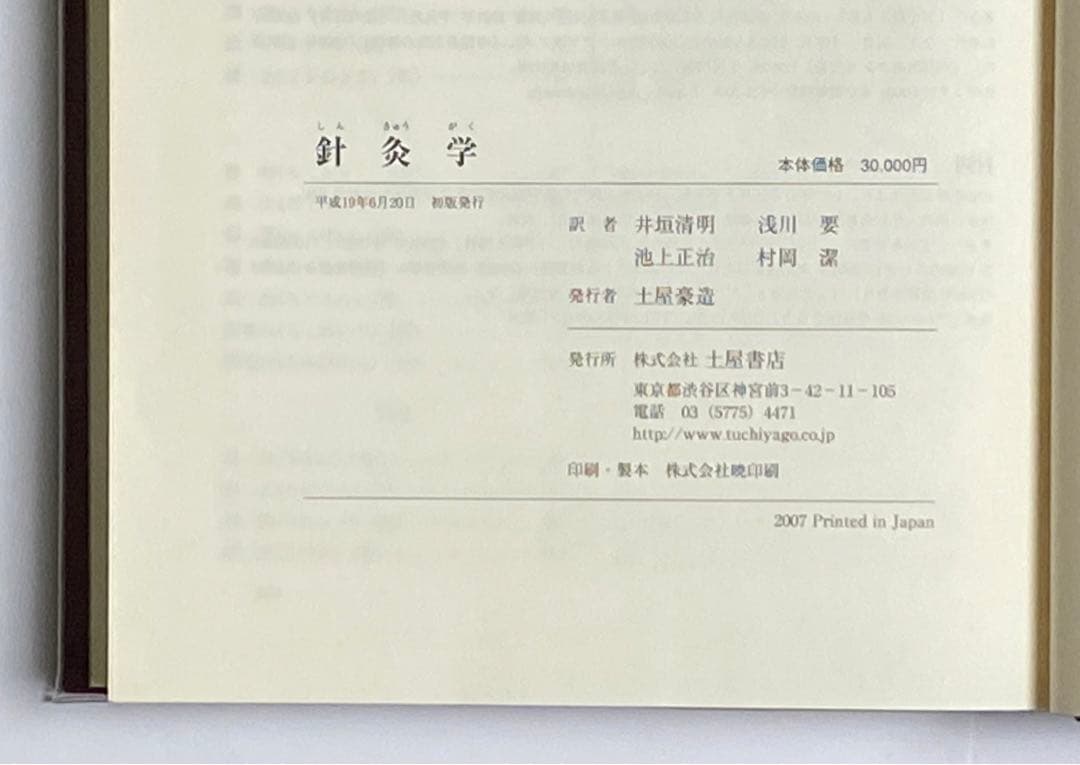 しん きゅう がく
針 灸 学
本体価格 30,000円
平成19年6月20日 初版発行
訳 者 井垣清明 浅川 要
池上正治 村岡 潔
発行者 土屋豪造
発行所 株式会社 土屋書店
東京都渋谷区神宮前3-42-11-105
電話 03 (5775) 4471
http://www.tuchiyago.co.jp
印刷・製本 株式会社暁印刷
2007 Printed in Japan